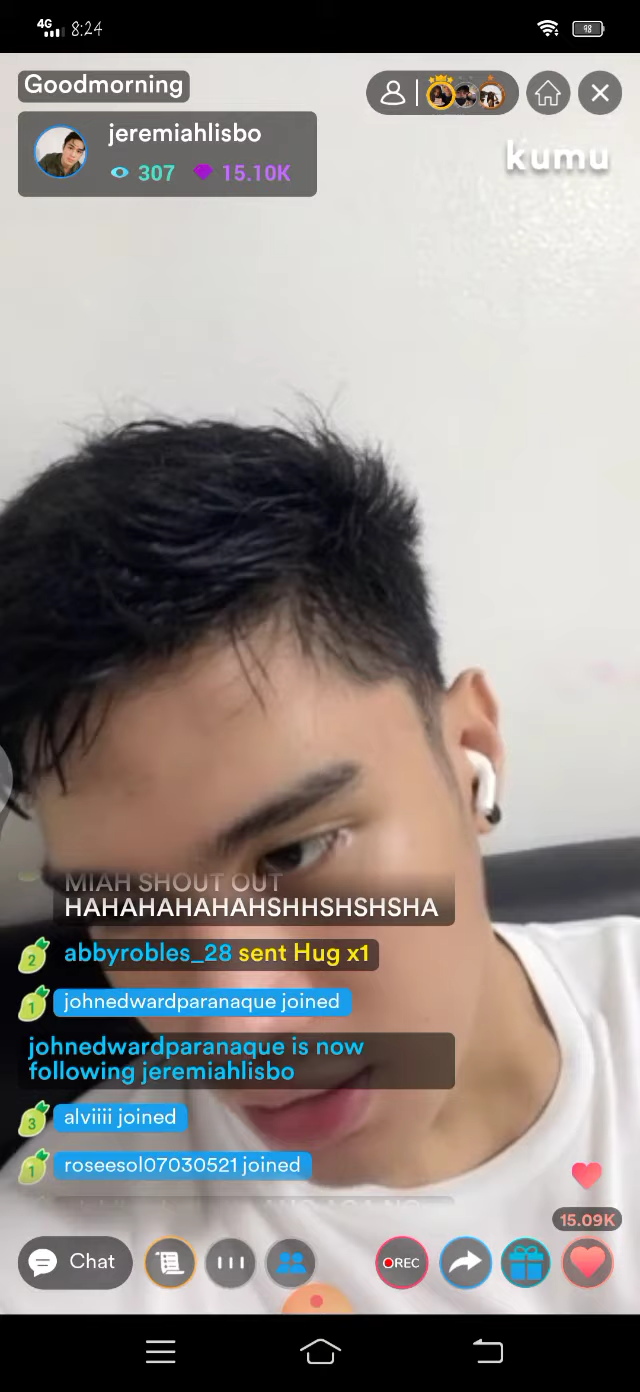 4G 8:24 98
Goodmorning
jeremiahlisbo
307 15.10K
kumu
MIAH SHOUT OUT
HAHAHAHAHAHSHHSHSHSHA
2 abbyrobles_28 sent Hug x1
1 johnedwardparanaque joined
johnedwardparanaque is now
following jeremiahlisbo
3 alviiii joined
1 roseesol07030521 joined
15.09K
Chat REC